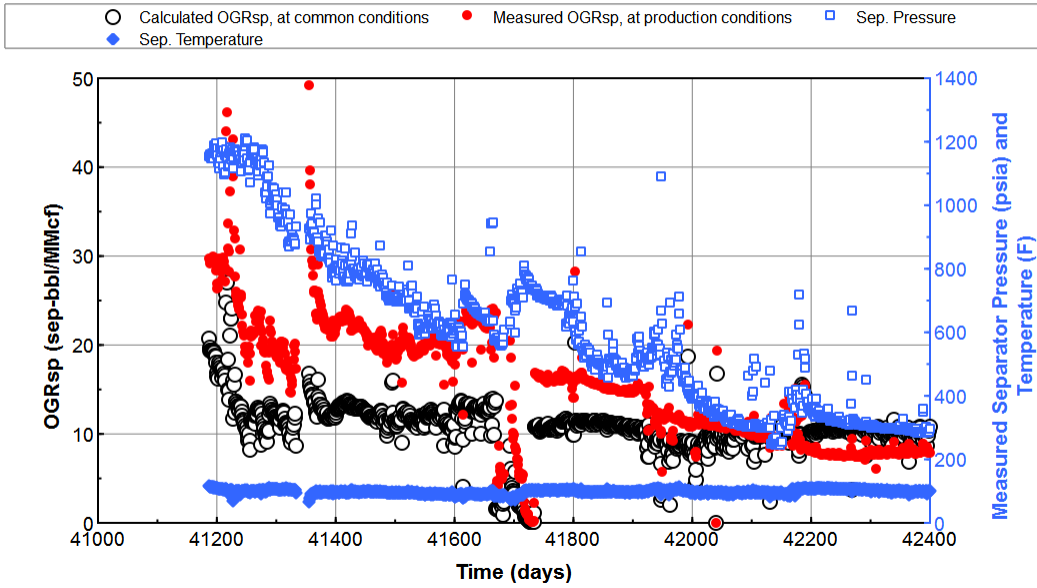 Calculated OGRsp, at common conditions
Measured OGRsp, at production conditions
Sep. Pressure
Sep. Temperature
OGRsp (sep-bbl/MMcf)
50
40
30
20
10
0
41000
41200
41400
41600
41800
42000
42200
42400
Time (days)
1400
1200
1000
800
600
400
200
0
Measured Separator Pressure (psia) and
Temperature (F)